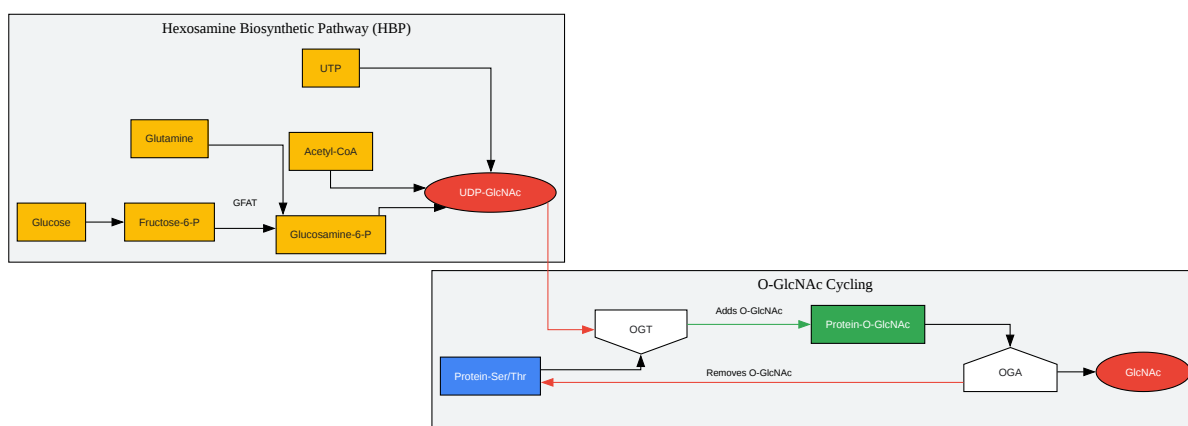 Hexosamine Biosynthetic Pathway (HBP)
UTP
Glutamine
Acetyl-CoA
UDP-GlcNAc
GFAT
Glucose
Fructose-6-P
Glucosamine-6-P
O-GlcNAc Cycling
Adds O-GlcNAc
OGT
Protein-O-GlcNAc
Protein-Ser/Thr
Removes O-GlcNAc
OGA
GlcNAc